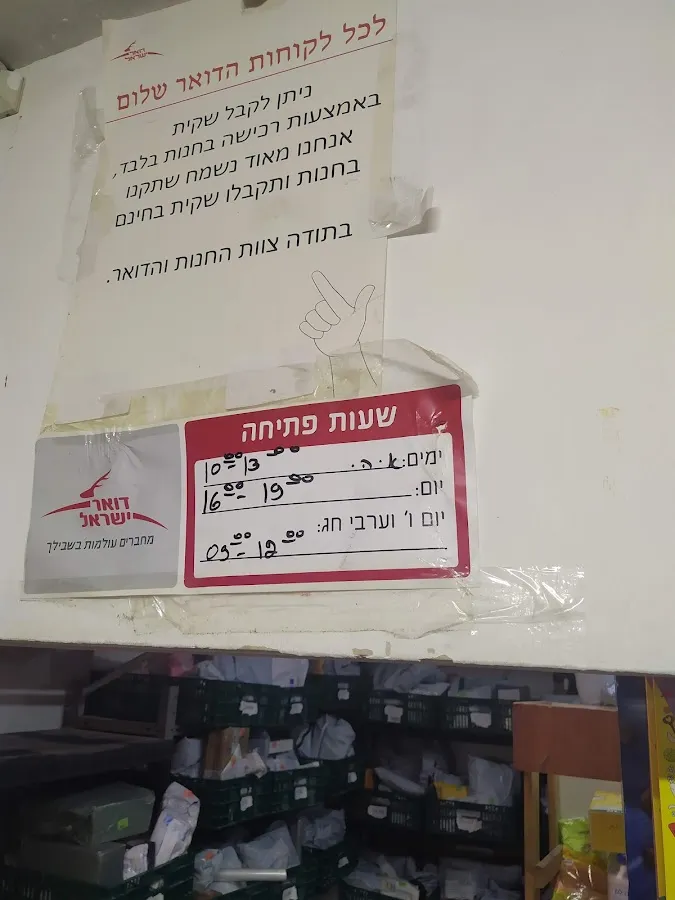 דואר
ישראל
לכל לקוחות הדואר שלום
ניתן לקבל שקית
באמצעות רכישה בחנות בלבד,
אנחנו מאוד נשמח שתקנו
בחנות ותקבלו שקית בחינם
בתודה צוות החנות והדואר.
שעות פתיחה
ימים: א.ה. 10:00-13:00
יום: 16:00-19:00
יום ו' וערבי חג:
09:00-12:00
דואר
ישראל
מחברים עולמות בשבילך